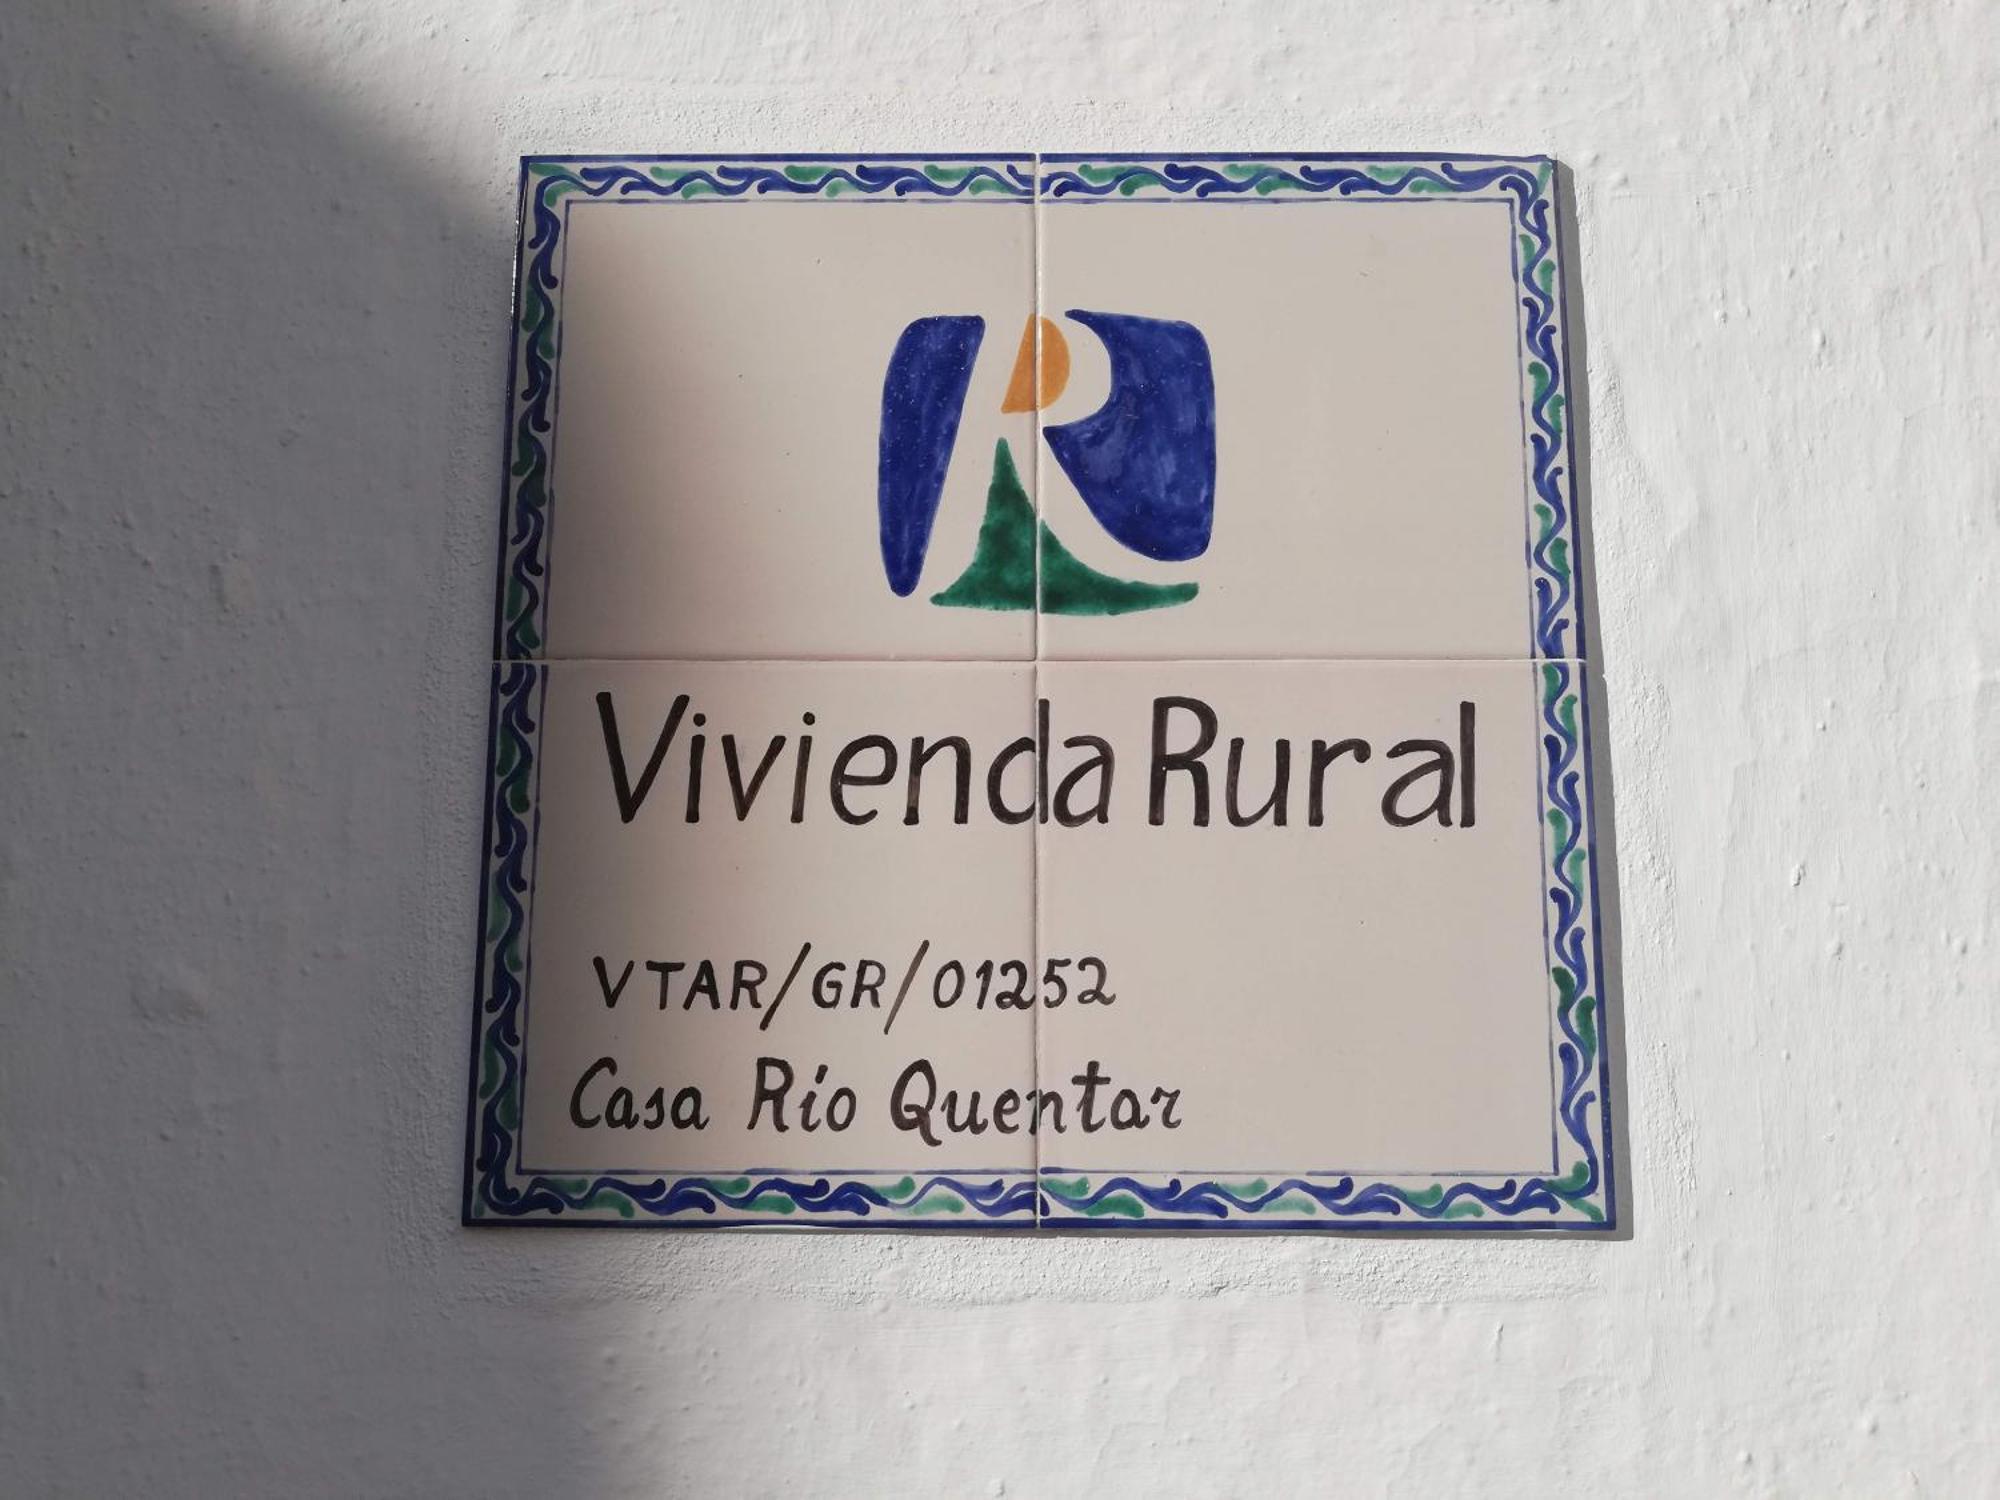 Vivienda Rural
VTAR/GR/01252
Casa Río Quentar